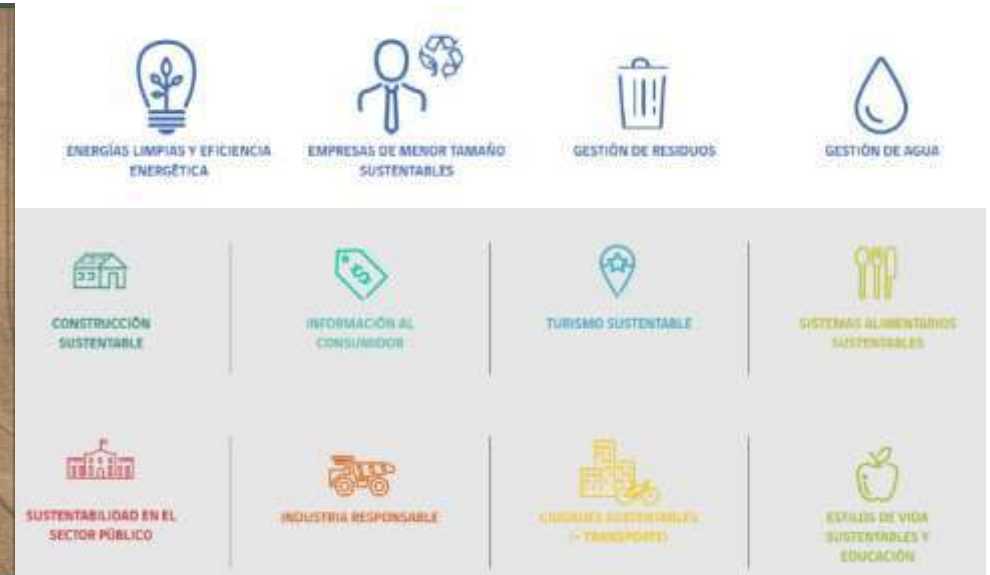 ENERGÍAS LIMPIAS Y EFICIENCIA
ENERGÉTICA
EMPRESAS DE MENOR TAMAÑO
SUSTENTABLES
GESTIÓN DE RESIDUOS
GESTIÓN DE AGUA
CONSTRUCCIÓN
SUSTENTABLE
INFORMACIÓN AL
CONSUMIDOR
TURISMO SUSTENTABLE
SISTEMAS ALIMENTARIOS
SUSTENTABLES
SUSTENTABILIDAD EN EL
SECTOR PÚBLICO
INDUSTRIA RESPONSABLE
CIUDADES SUSTENTABLES
(+ TRANSPORTE)
ESTILOS DE VIDA
SUSTENTABLES Y
EDUCACIÓN